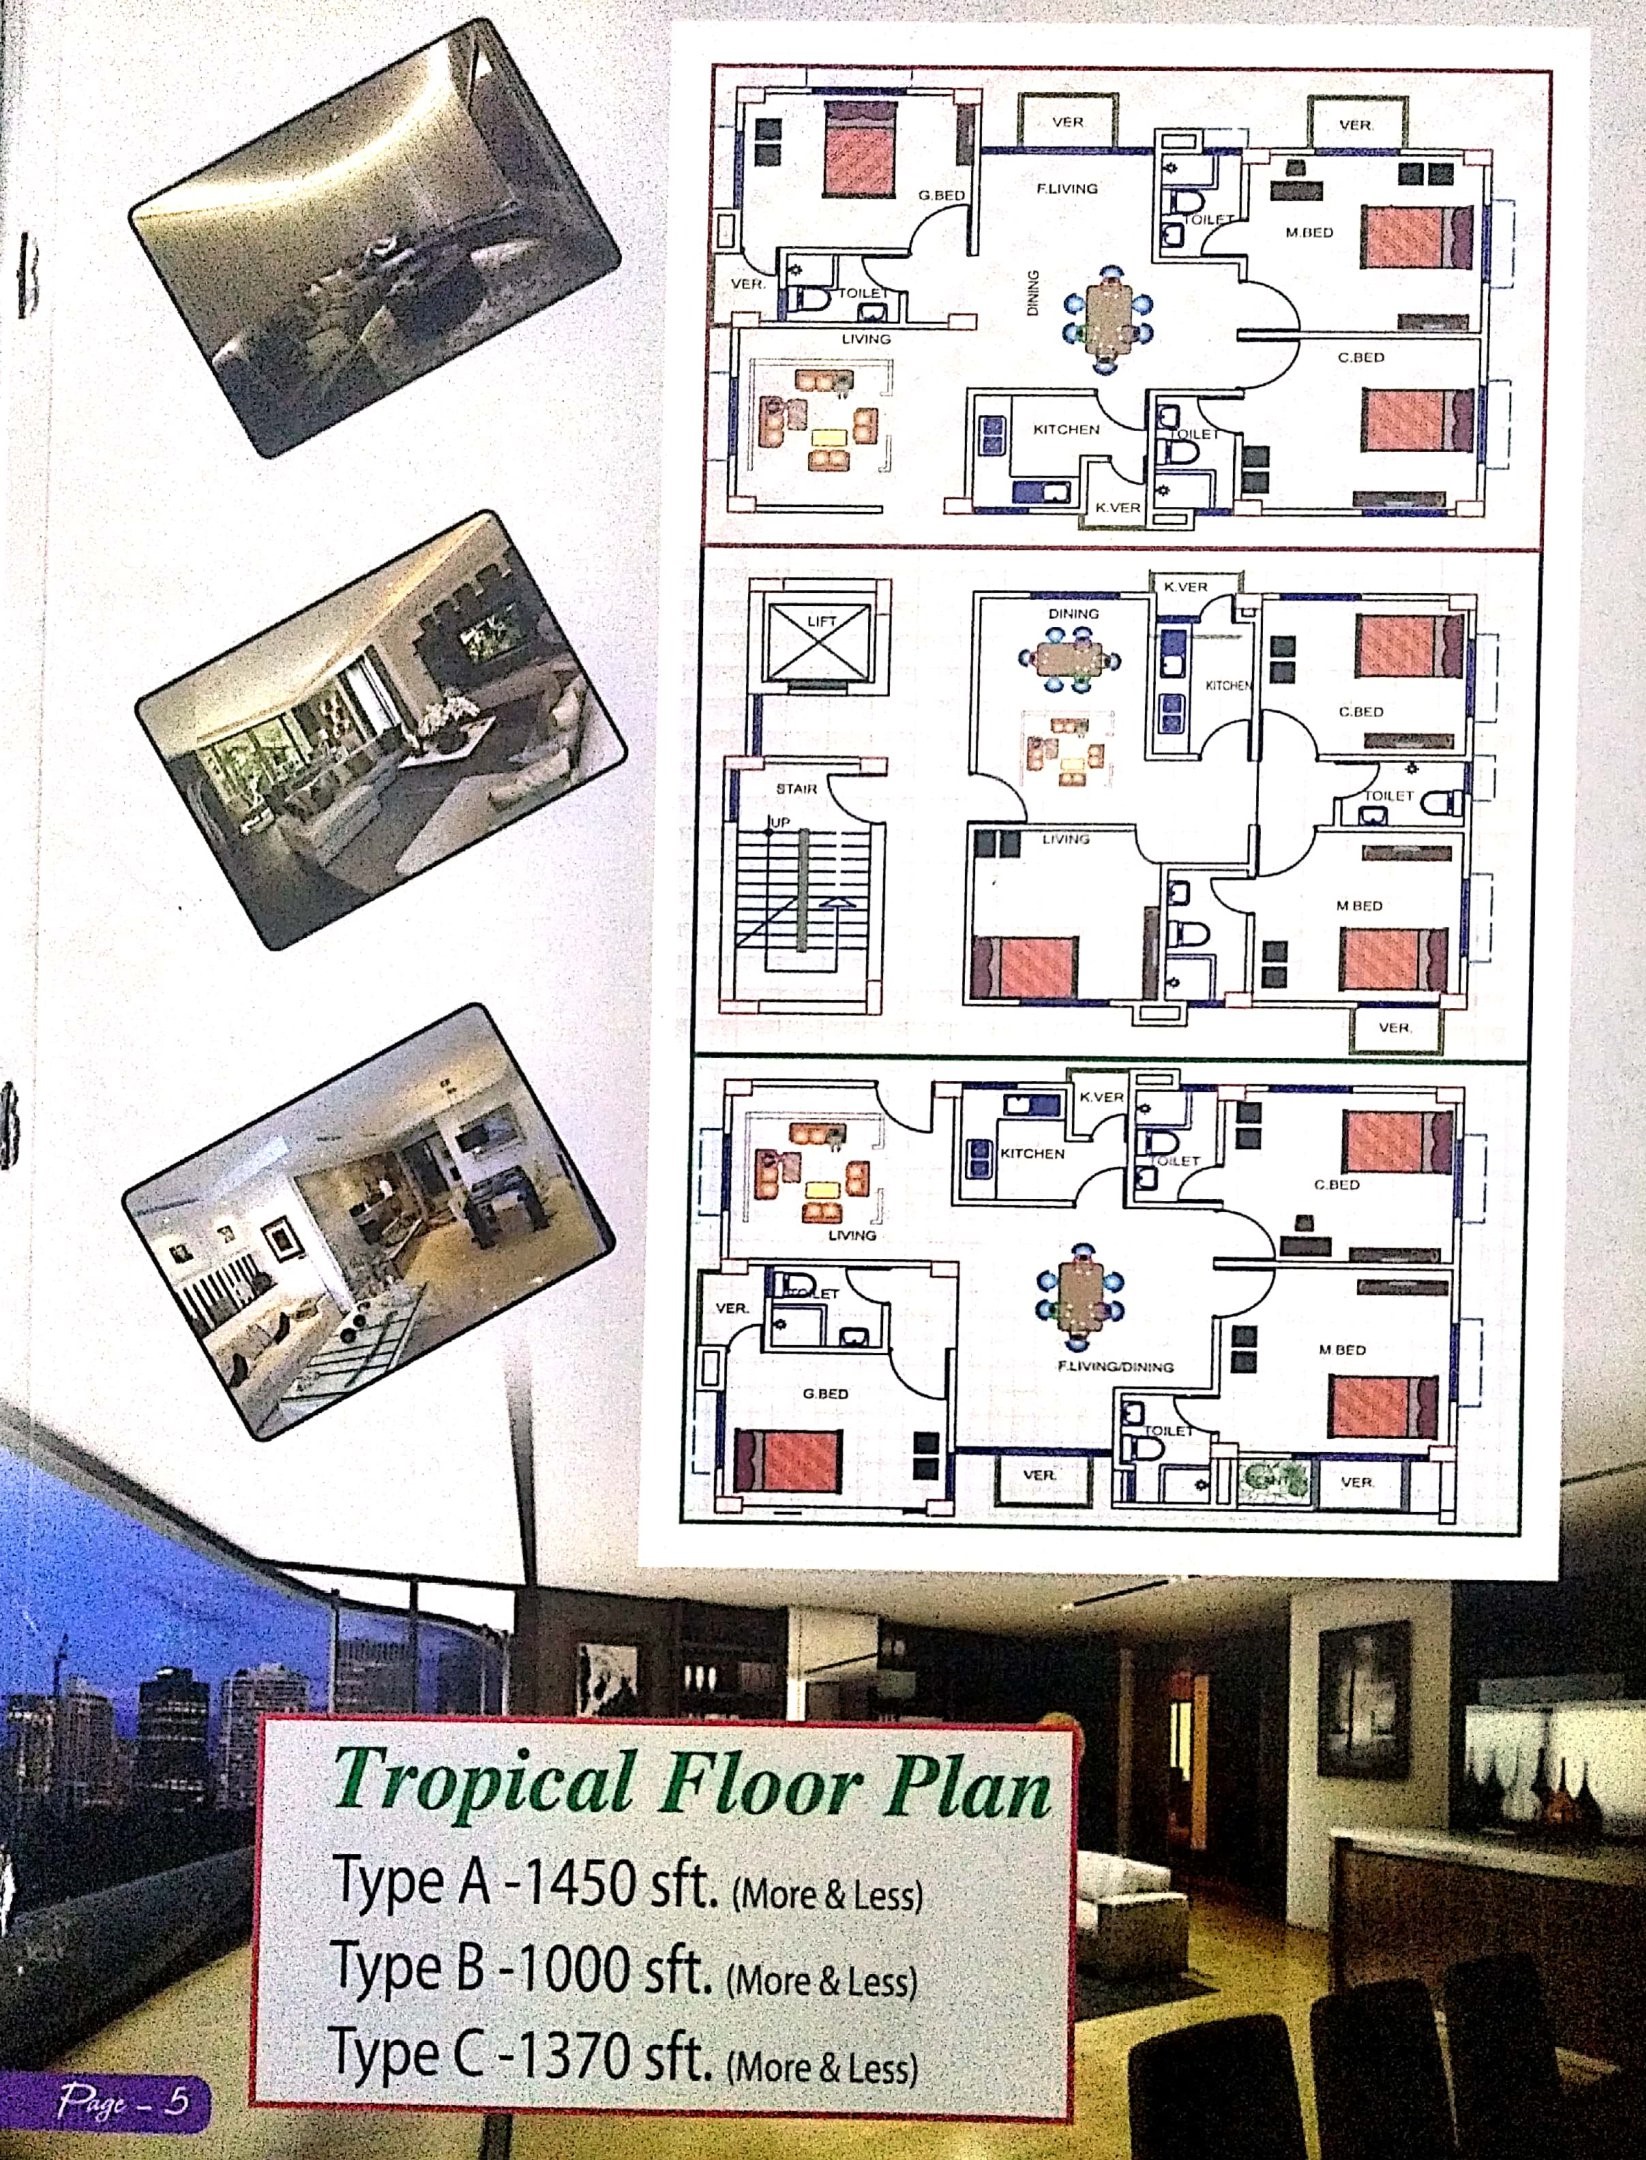 VER.
VER.
F.LIVING
G.BED
TOILET
M.BED
VER.
TOILET
DINING
LIVING
C.BED
KITCHEN
TOILET
K.VER
K.VER
LIFT
DINING
KITCHEN
C.BED
STAIR
TOILET
UP
LIVING
M BED
VER.
K.VER
KITCHEN
TOILET
C.BED
LIVING
VER.
TOILET
M BED
F.LIVING/DINING
G.BED
TOILET
VER.
VER.
Tropical Floor Plan
Type A -1450 sft. (More & Less)
Type B -1000 sft. (More & Less)
Type C -1370 sft. (More & Less)
Page - 5